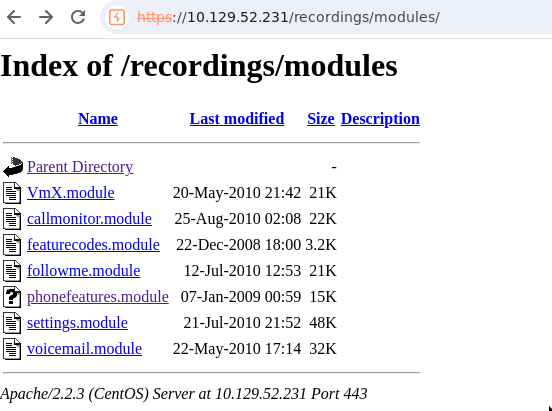 https://10.129.52.231/recordings/modules/
Index of /recordings/modules
Name Last modified Size Description
Parent Directory -
VmX.module 20-May-2010 21:42 21K
callmonitor.module 25-Aug-2010 02:08 22K
featurecodes.module 22-Dec-2008 18:00 3.2K
followme.module 12-Jul-2010 12:53 21K
phonefeatures.module 07-Jan-2009 00:59 15K
settings.module 21-Jul-2010 21:52 48K
voicemail.module 22-May-2010 17:14 32K
Apache/2.2.3 (CentOS) Server at 10.129.52.231 Port 443